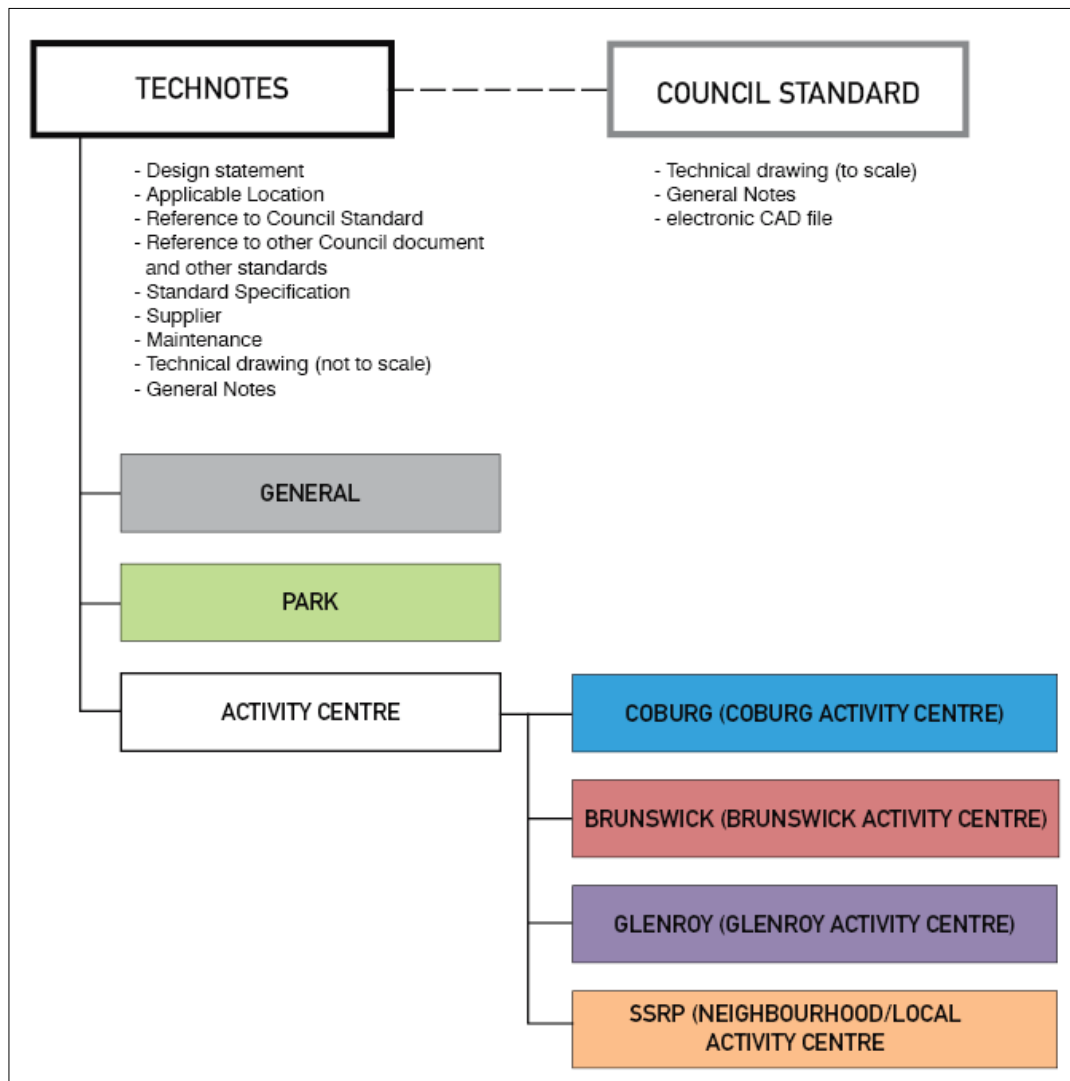 TECHNOTES
- Design statement
- Applicable Location
- Reference to Council Standard
- Reference to other Council document
and other standards
- Standard Specification
- Supplier
- Maintenance
- Technical drawing (not to scale)
- General Notes
COUNCIL STANDARD
- Technical drawing (to scale)
- General Notes
- electronic CAD file
GENERAL
PARK
ACTIVITY CENTRE
COBURG (COBURG ACTIVITY CENTRE)
BRUNSWICK (BRUNSWICK ACTIVITY CENTRE)
GLENROY (GLENROY ACTIVITY CENTRE)
SSRP (NEIGHBOURHOOD/LOCAL
ACTIVITY CENTRE